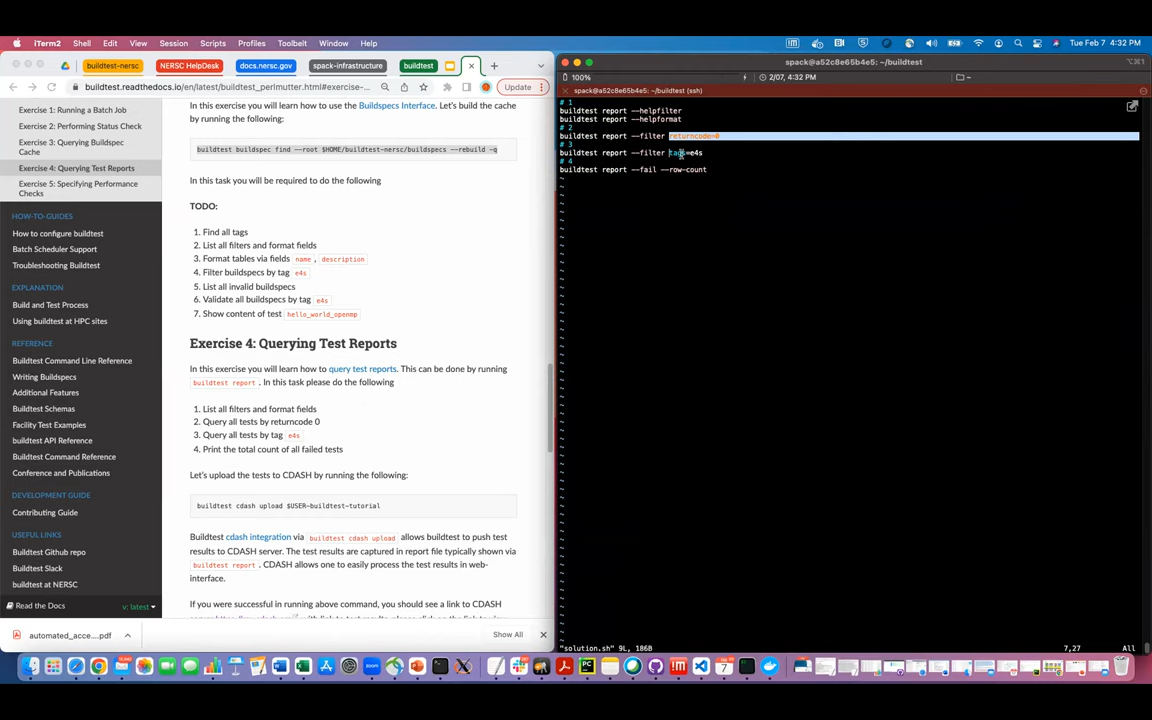 iTerm2 Shell Edit View Session Scripts Profiles Toolbelt Window Help
Tue Feb 7 4:32 PM
buildtest-nersc NERSC HelpDesk docs.nersc.gov spack-infrastructure buildtest
buildtest.readthedocs.io/en/latest/buildtest_perlmutter.html#exercise-...
Update
Exercise 1: Running a Batch Job
Exercise 2: Performing Status Check
Exercise 3: Querying Buildspec
Cache
Exercise 4: Querying Test Reports
Exercise 5: Specifying Performance
Checks
HOW-TO-GUIDES
How to configure buildtest
Batch Scheduler Support
Troubleshooting Buildtest
EXPLANATION
Build and Test Process
Using buildtest at HPC sites
REFERENCE
Buildtest Command Line Reference
Writing Buildspecs
Additional Features
Buildtest Schemas
Facility Test Examples
buildtest API Reference
Buildtest Command Reference
Conference and Publications
DEVELOPMENT GUIDE
Contributing Guide
USEFUL LINKS
Buildtest Github repo
Buildtest Slack
buildtest at NERSC
Read the Docs v: latest
In this exercise you will learn how to use the Buildspecs Interface. Let's build the cache
by running the following:
buildtest buildspec find --root $HOME/buildtest-nersc/buildspecs --rebuild -q
In this task you will be required to do the following
TODO:
1. Find all tags
2. List all filters and format fields
3. Format tables via fields name , description
4. Filter buildspecs by tag e4s
5. List all invalid buildspecs
6. Validate all buildspecs by tag e4s
7. Show content of test hello_world_openmp
Exercise 4: Querying Test Reports
In this exercise you will learn how to query test reports. This can be done by running
buildtest report . In this task please do the following
1. List all filters and format fields
2. Query all tests by returncode 0
3. Query all tests by tag e4s
4. Print the total count of all failed tests
Let's upload the tests to CDASH by running the following:
buildtest cdash upload $USER-buildtest-tutorial
Buildtest cdash integration via buildtest cdash upload allows buildtest to push test
results to CDASH server. The test results are captured in report file typically shown via
buildtest report . CDASH allows one to easily process the test results in web-
interface.
If you were successful in running above command, you should see a link to CDASH
automated_acce....pdf
Show All
spack@a52c8e65b4e5: ~/buildtest
⌥⌘1
100%
2/07, 4:32 PM
~
spack@a52c8e65b4e5: ~/buildtest (ssh)
# 1
buildtest report --helpfilter
buildtest report --helpformat
# 2
buildtest report --filter returncode=0
# 3
buildtest report --filter tags=e4s
# 4
buildtest report --fail --row-count
"solution.sh" 9L, 186B 7,27 All